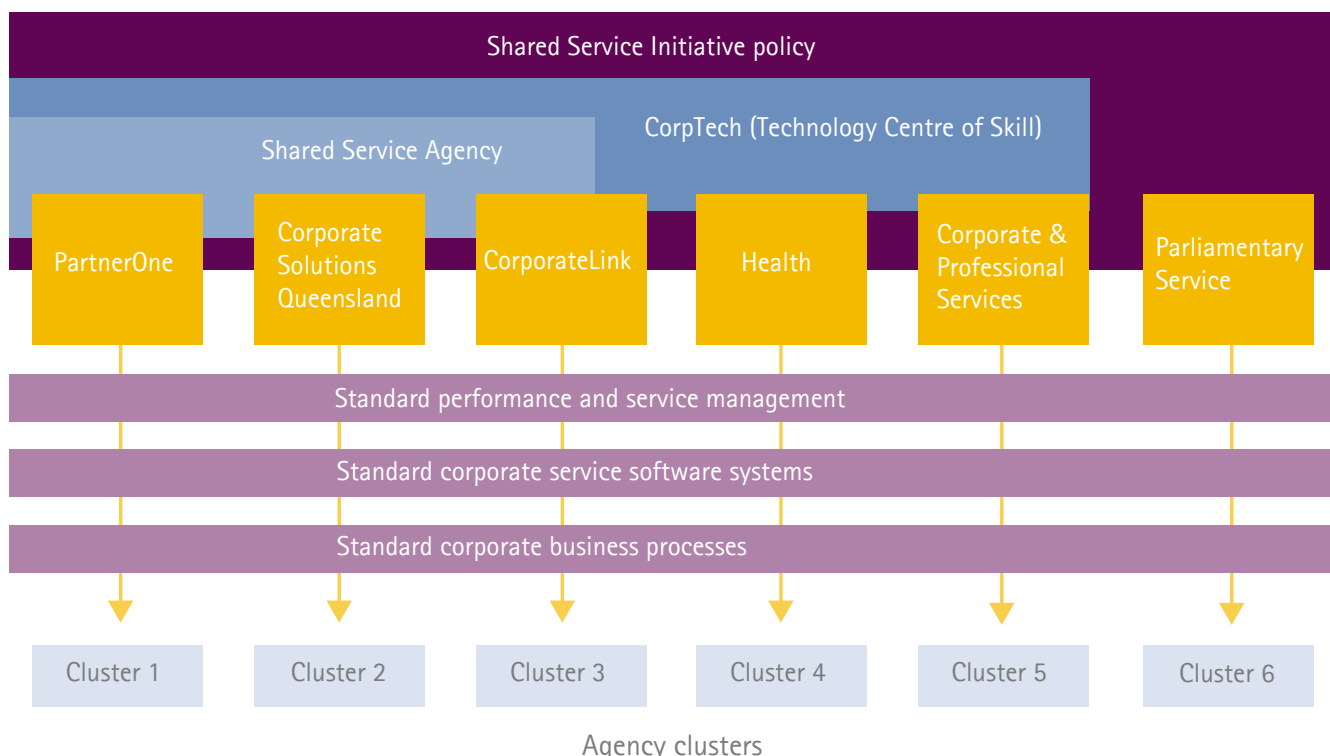 Shared Service Initiative policy
CorpTech (Technology Centre of Skill)
Shared Service Agency
PartnerOne
Corporate
Solutions
Queensland
CorporateLink
Health
Corporate &
Professional
Services
Parliamentary
Service
Standard performance and service management
Standard corporate service software systems
Standard corporate business processes
Cluster 1
Cluster 2
Cluster 3
Cluster 4
Cluster 5
Cluster 6
Agency clusters